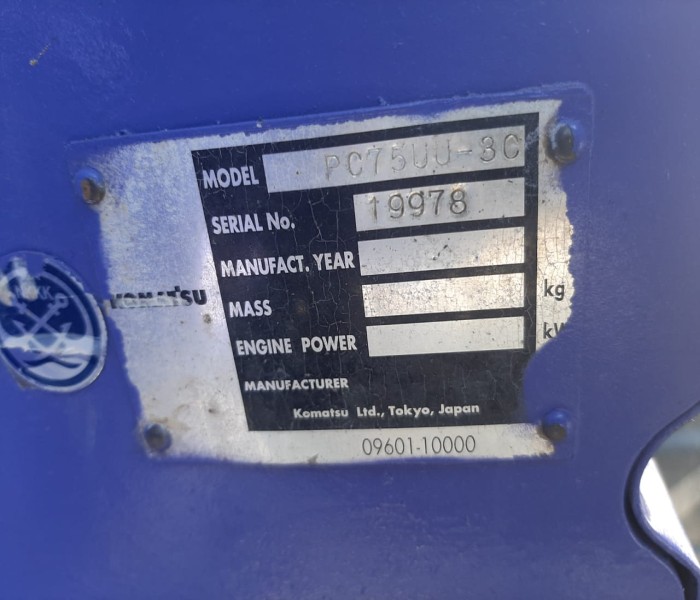 MODEL PC75UU-3C
SERIAL No. 19978
MANUFACT. YEAR
KOMATSU
MASS kg
ENGINE POWER kW
MANUFACTURER
Komatsu Ltd., Tokyo, Japan
09601-10000